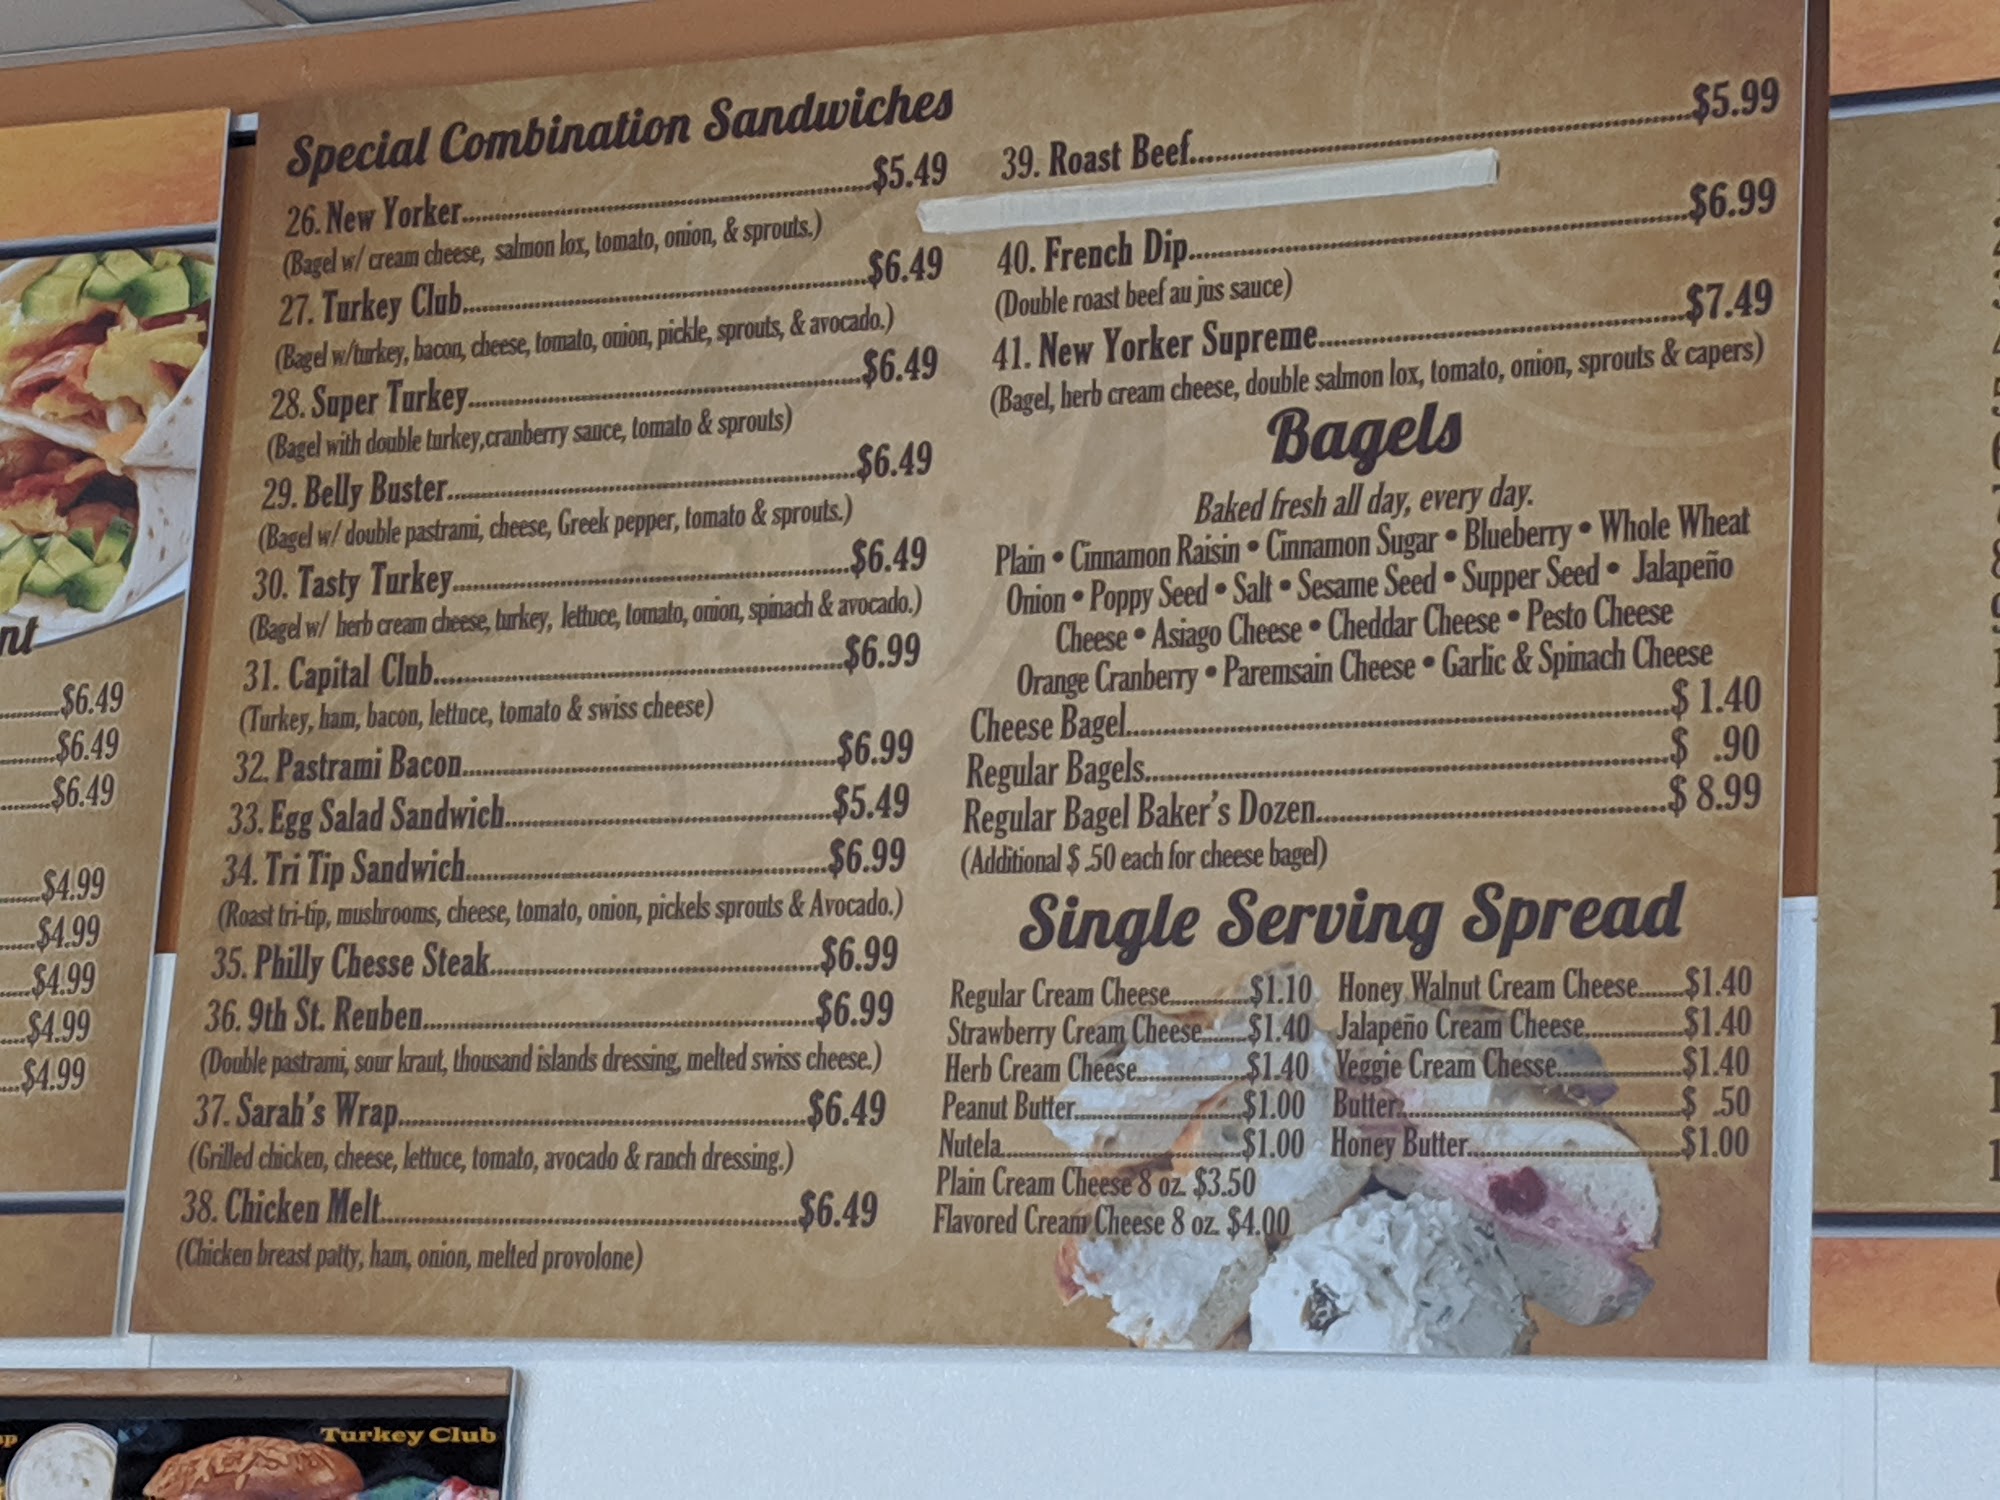 Special Combination Sandwiches
26. New Yorker..........$5.49
(Bagel w/ cream cheese, salmon lox, tomato, onion, & sprouts.)
27. Turkey Club..........$6.49
(Bagel w/turkey, bacon, cheese, tomato, onion, pickle, sprouts, & avocado.)
28. Super Turkey..........$6.49
(Bagel with double turkey,cranberry sauce, tomato & sprouts)
29. Belly Buster..........$6.49
(Bagel w/ double pastrami, cheese, Greek pepper, tomato & sprouts.)
30. Tasty Turkey..........$6.49
(Bagel w/ herb cream cheese, turkey, lettuce, tomato, onion, spinach & avocado.)
31. Capital Club..........$6.99
(Turkey, ham, bacon, lettuce, tomato & swiss cheese)
32. Pastrami Bacon..........$6.99
33. Egg Salad Sandwich..........$5.49
34. Tri Tip Sandwich..........$6.99
(Roast tri-tip, mushrooms, cheese, tomato, onion, pickels sprouts & Avocado.)
35. Philly Chesse Steak..........$6.99
36. 9th St. Reuben..........$6.99
(Double pastrami, sour kraut, thousand islands dressing, melted swiss cheese.)
37. Sarah's Wrap..........$6.49
(Grilled chicken, cheese, lettuce, tomato, avocado & ranch dressing.)
38. Chicken Melt..........$6.49
(Chicken breast patty, ham, onion, melted provolone)
39. Roast Beef..........$5.99
40. French Dip..........$6.99
(Double roast beef au jus sauce)
41. New Yorker Supreme..........$7.49
(Bagel, herb cream cheese, double salmon lox, tomato, onion, sprouts & capers)
Bagels
Baked fresh all day, every day.
Plain • Cinnamon Raisin • Cinnamon Sugar • Blueberry • Whole Wheat
Onion • Poppy Seed • Salt • Sesame Seed • Supper Seed • Jalapeño
Cheese • Asiago Cheese • Cheddar Cheese • Pesto Cheese
Orange Cranberry • Paremsain Cheese • Garlic & Spinach Cheese
Cheese Bagel..........$ 1.40
Regular Bagels..........$ .90
Regular Bagel Baker's Dozen..........$ 8.99
(Additional $ .50 each for cheese bagel)
Single Serving Spread
Regular Cream Cheese..........$1.10
Strawberry Cream Cheese..........$1.40
Herb Cream Cheese..........$1.40
Peanut Butter..........$1.00
Nutela..........$1.00
Plain Cream Cheese 8 oz. $3.50
Flavored Cream Cheese 8 oz. $4.00
Honey Walnut Cream Cheese..........$1.40
Jalapeño Cream Cheese..........$1.40
Veggie Cream Chesse..........$1.40
Butter..........$ .50
Honey Butter..........$1.00
nt
$6.49
$6.49
$6.49
$4.99
$4.99
$4.99
$4.99
$4.99
Turkey Club